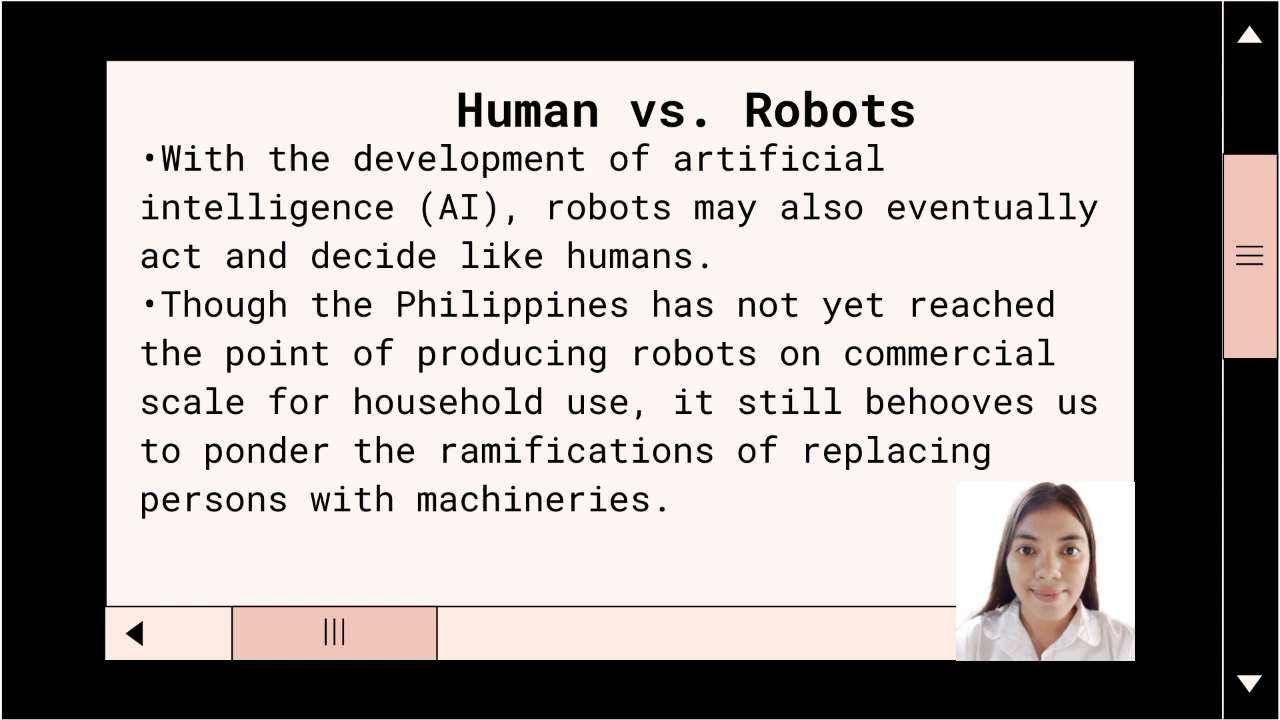 Human vs. Robots
•With the development of artificial
intelligence (AI), robots may also eventually
act and decide like humans.
•Though the Philippines has not yet reached
the point of producing robots on commercial
scale for household use, it still behooves us
to ponder the ramifications of replacing
persons with machineries.